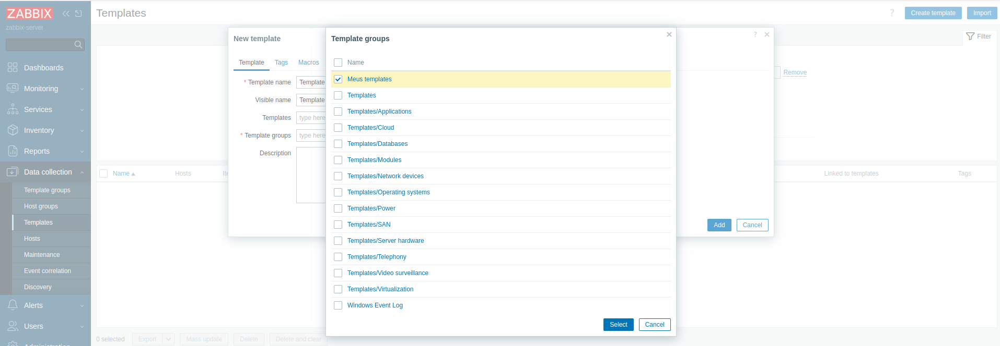 ZABBIX
zabbix-server
Dashboards
Monitoring
Services
Inventory
Reports
Data collection
Template groups
Host groups
Templates
Hosts
Maintenance
Event correlation
Discovery
Alerts
Users
Administration
Templates
?
Create template
Import
Filter
Remove
Name
Hosts
Linked to templates
Tags
0 selected
Export
Mass update
Delete
Delete and clear
New template
?
Template
Tags
Macros
* Template name
Template
Visible name
Template
Templates
type here
* Template groups
type here
Description
Add
Cancel
Template groups
Name
Meus templates
Templates
Templates/Applications
Templates/Cloud
Templates/Databases
Templates/Modules
Templates/Network devices
Templates/Operating systems
Templates/Power
Templates/SAN
Templates/Server hardware
Templates/Telephony
Templates/Video surveillance
Templates/Virtualization
Windows Event Log
Select
Cancel